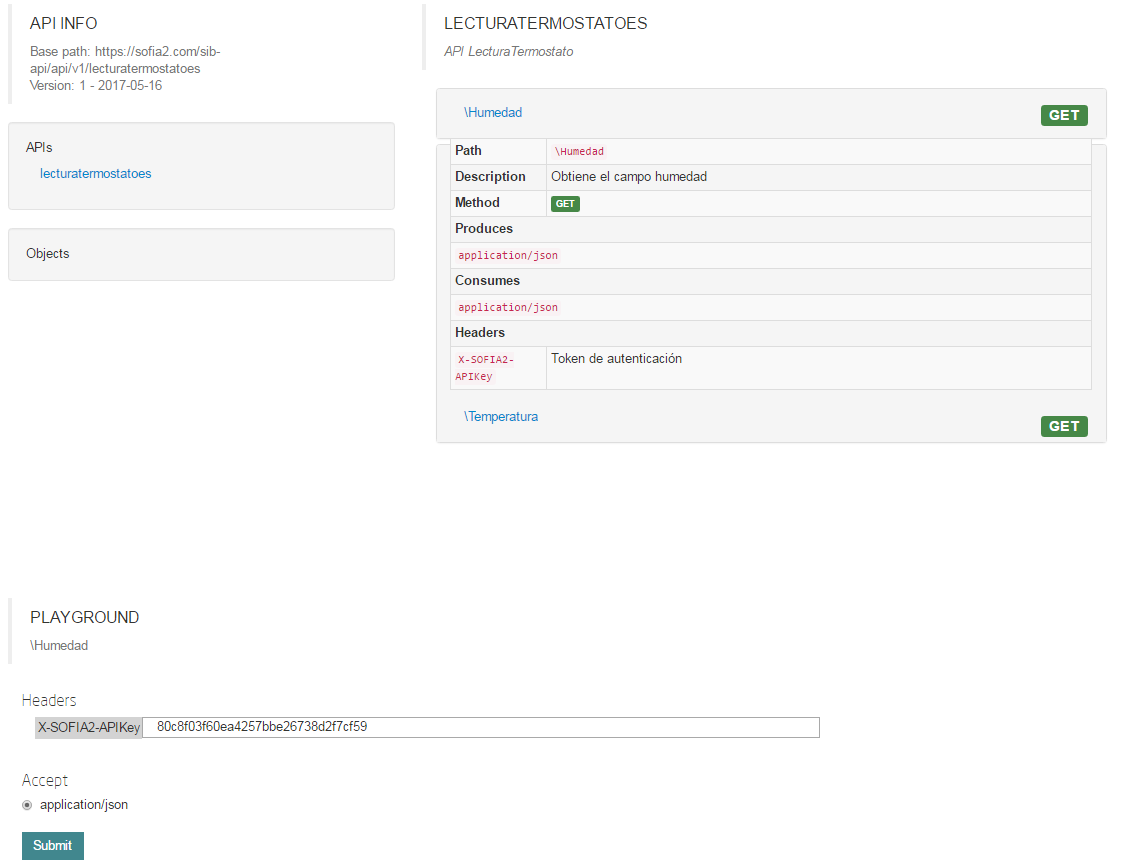 API INFO
Base path: https://sofia2.com/sib-
api/api/v1/lecturatermostatoes
Version: 1 - 2017-05-16
APIs
lecturatermostatoes
Objects
LECTURATERMOSTATOES
API LecturaTermostato
\Humedad GET
Path \Humedad
Description Obtiene el campo humedad
Method GET
Produces
application/json
Consumes
application/json
Headers
X-SOFIA2- Token de autenticación
APIKey
\Temperatura GET
PLAYGROUND
\Humedad
Headers
X-SOFIA2-APIKey 80c8f03f60ea4257bbe26738d2f7cf59
Accept
application/json
Submit